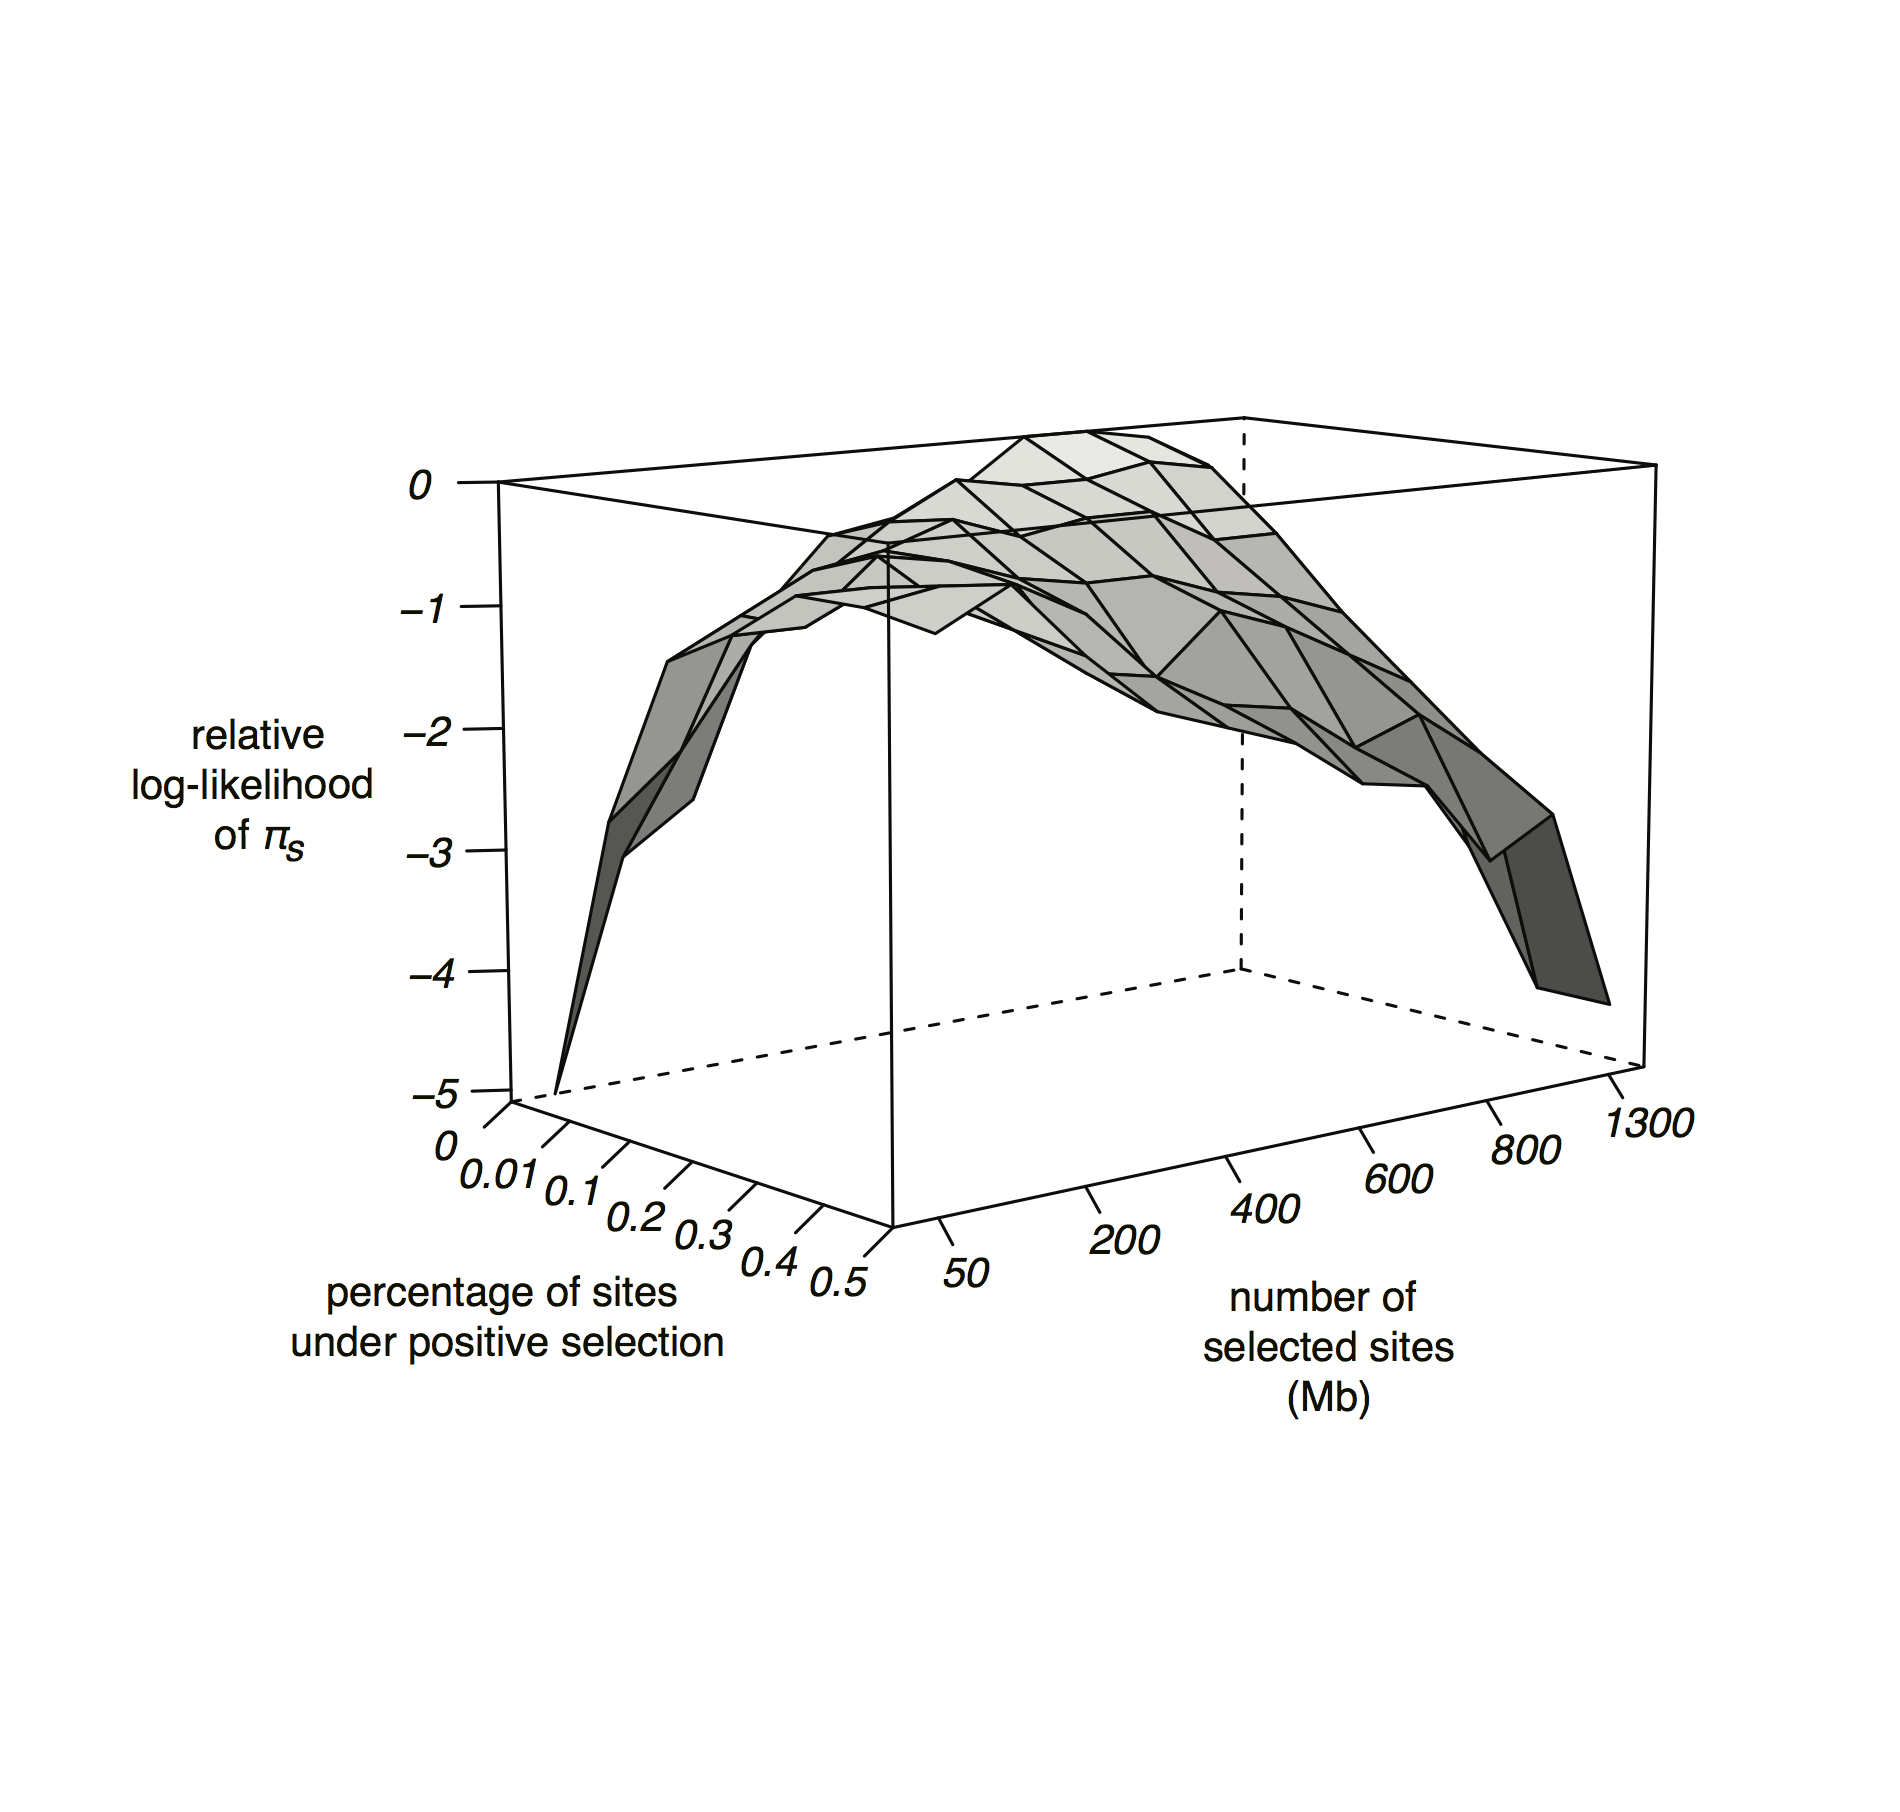 0
−1
−2
−3
−4
−5
relative
log-likelihood
of πs
0
0.01
0.1
0.2
0.3
0.4
0.5
percentage of sites
under positive selection
50
200
400
600
800
1300
number of
selected sites
(Mb)